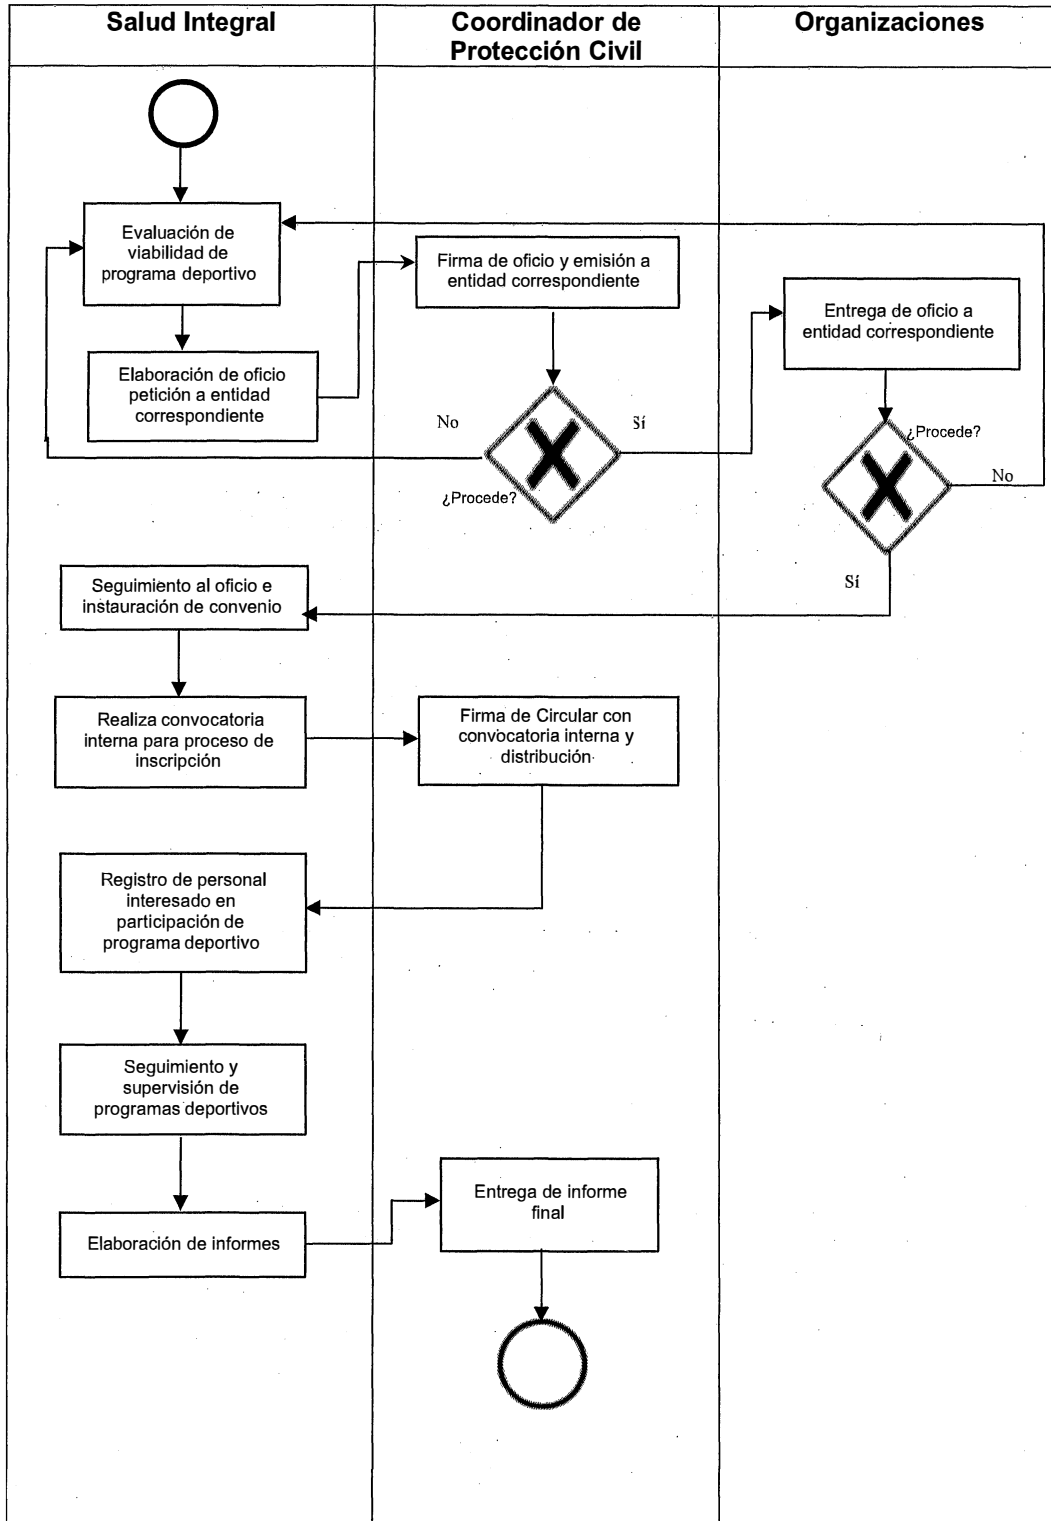 Salud Integral
Coordinador de
Protección Civil
Organizaciones
Evaluación de
viabilidad de
programa deportivo
Firma de oficio y emisión a
entidad correspondiente
Entrega de oficio a
entidad correspondiente
Elaboración de oficio
petición a entidad
correspondiente
No
Sí
¿Procede?
¿Procede?
No
Sí
Seguimiento al oficio e
instauración de convenio
Realiza convocatoria
interna para proceso de
inscripción
Firma de Circular con
convocatoria interna y
distribución
Registro de personal
interesado en
participación de
programa deportivo
Seguimiento y
supervisión de
programas deportivos
Elaboración de informes
Entrega de informe
final